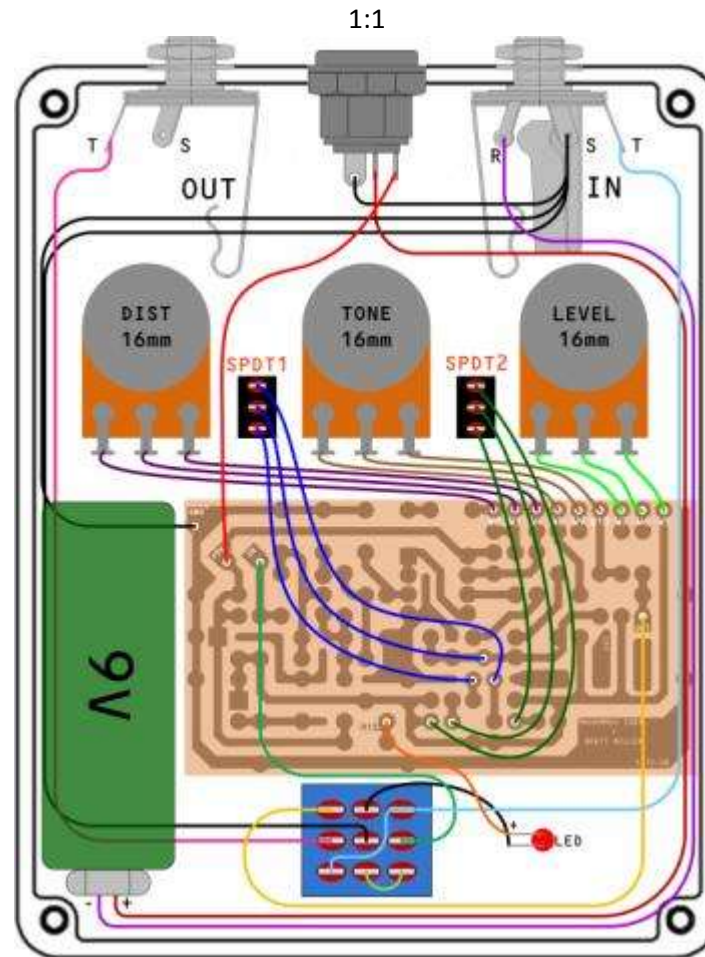 1:1
T
S
OUT
R
S
T
IN
DIST
16mm
TONE
16mm
LEVEL
16mm
SPDT1
SPDT2
9V
+
LED
- +